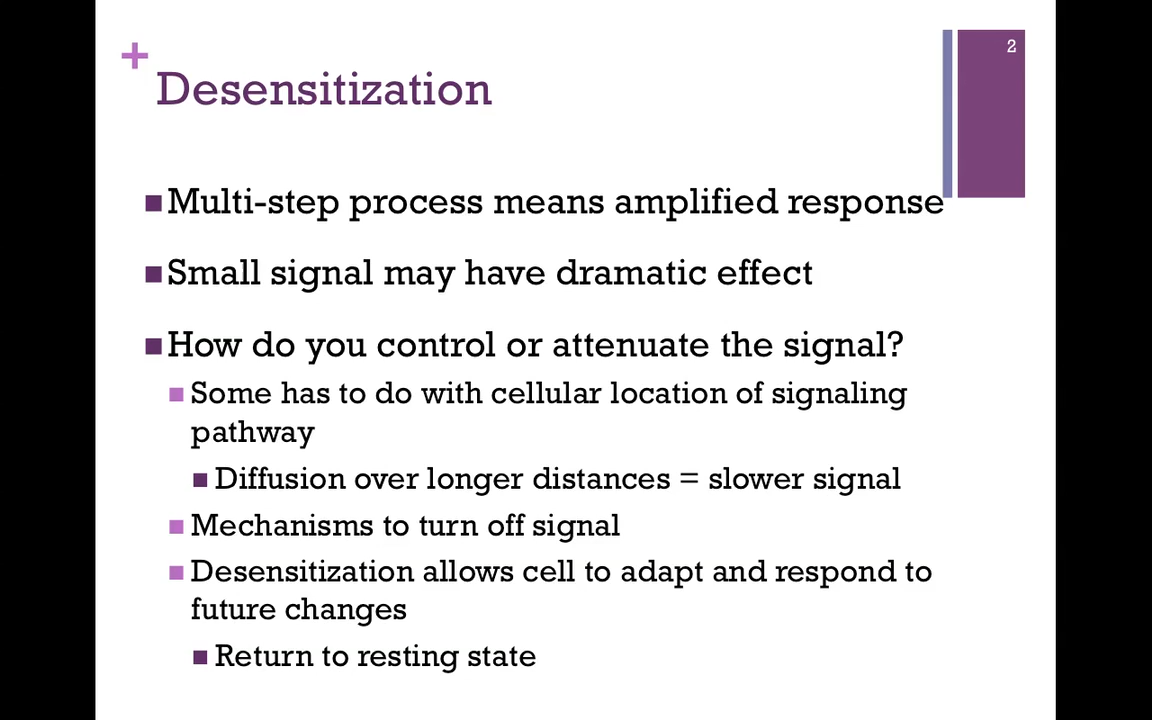 2
+
Desensitization
Multi-step process means amplified response
Small signal may have dramatic effect
How do you control or attenuate the signal?
Some has to do with cellular location of signaling
pathway
Diffusion over longer distances = slower signal
Mechanisms to turn off signal
Desensitization allows cell to adapt and respond to
future changes
Return to resting state